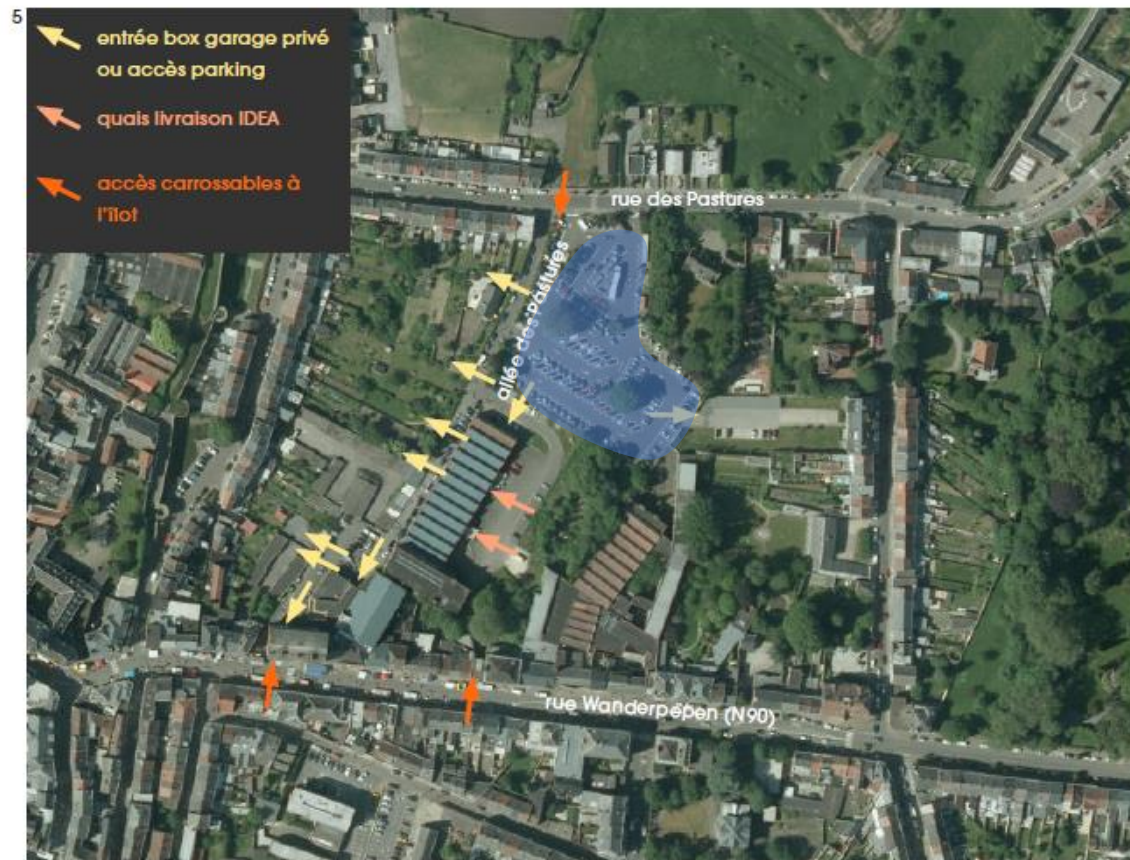 5
entrée box garage privé
ou accès parking
quais livraison IDEA
accès carrossables à
l'îlot
rue des Pastures
allée des Pastures
rue Wanderpepen (N90)